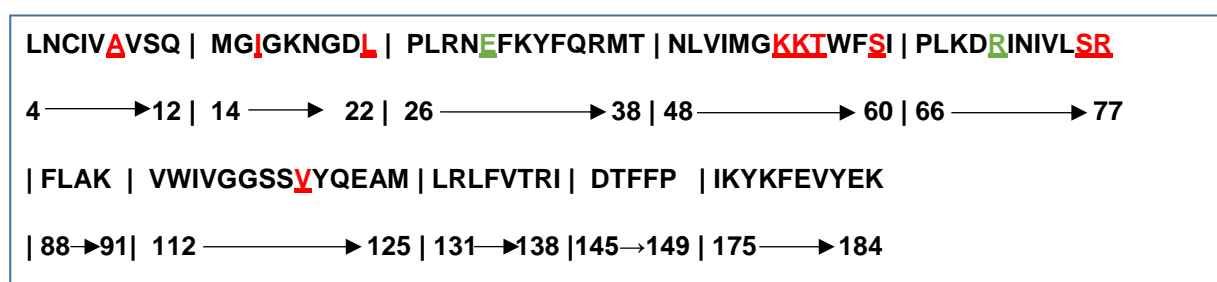 LNCIVAVSQ | MGIGKNGDL | PLRNEFKYFQRMT | NLVIMGKKTWFSI | PLKDRINIVLSR
4 → 12 | 14 → 22 | 26 → 38 | 48 → 60 | 66 → 77
| FLAK | VWIVGGSSVYQEAM | LRLFVTRI | DTFFP | IKYKFEVYEK
| 88→91| 112 → 125 | 131→138 |145→149 | 175 → 184